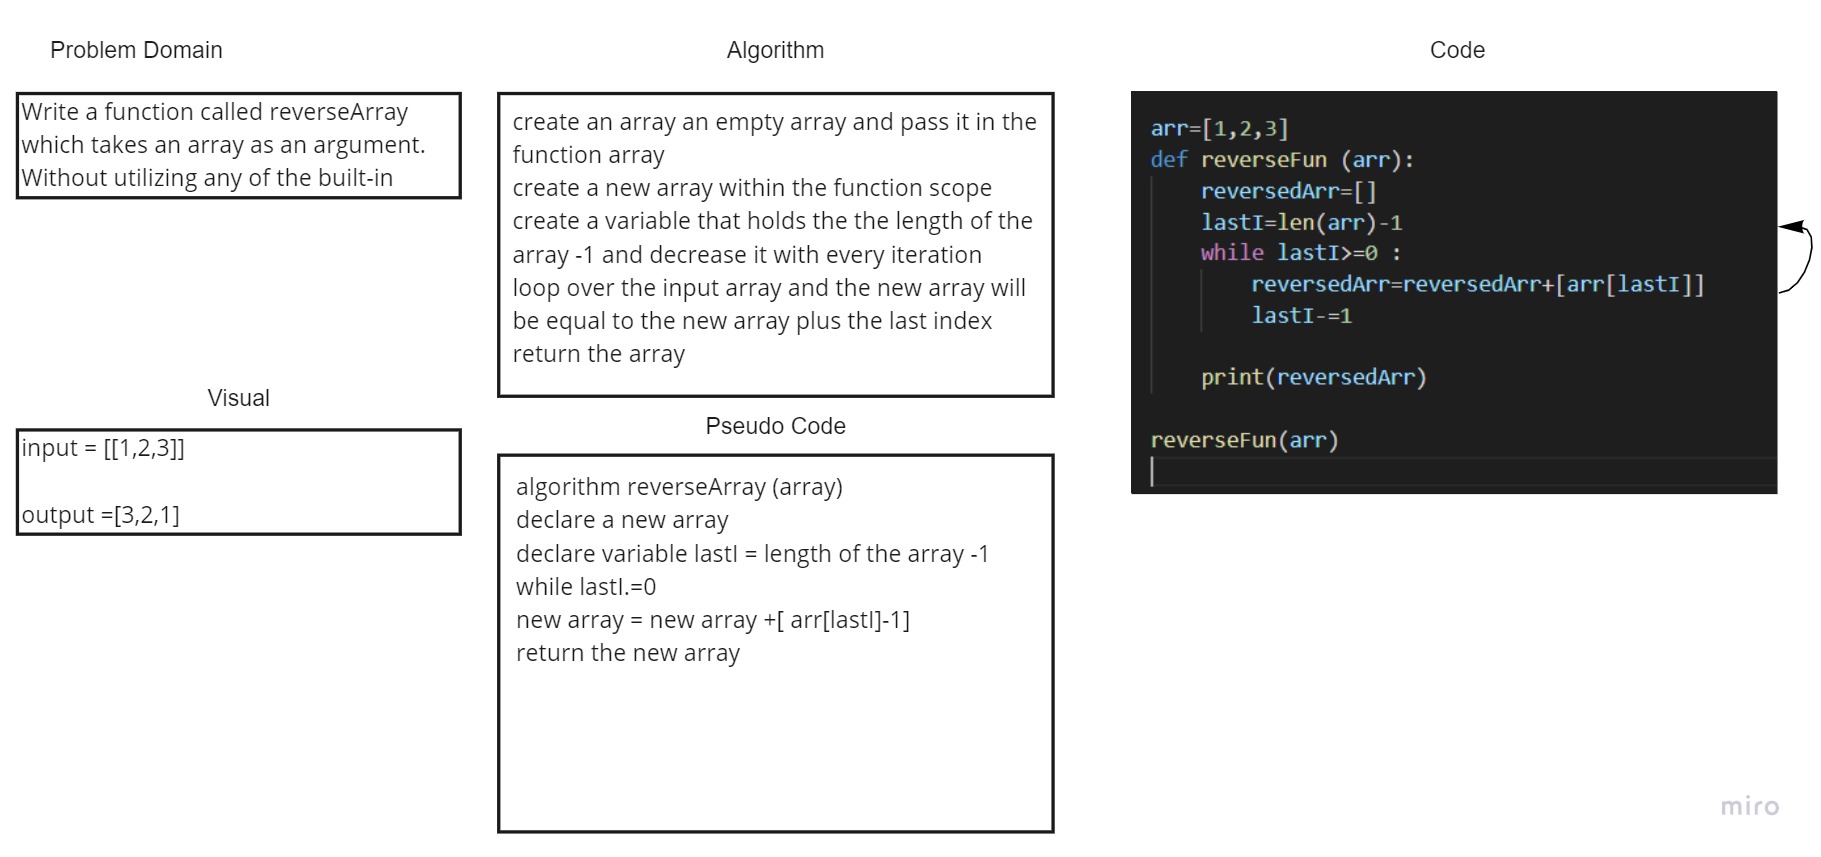 Problem Domain
Write a function called reverseArray
which takes an array as an argument.
Without utilizing any of the built-in
Visual
input = [[1,2,3]]
output =[3,2,1]
Algorithm
create an array an empty array and pass it in the
function array
create a new array within the function scope
create a variable that holds the the length of the
array -1 and decrease it with every iteration
loop over the input array and the new array will
be equal to the new array plus the last index
return the array
Pseudo Code
algorithm reverseArray (array)
declare a new array
declare variable lastI = length of the array -1
while lastI.=0
new array = new array +[ arr[lastI]-1]
return the new array
Code
arr=[1,2,3]
def reverseFun (arr):
    reversedArr=[]
    lastI=len(arr)-1
    while lastI>=0 :
        reversedArr=reversedArr+[arr[lastI]]
        lastI-=1
    print(reversedArr)
reverseFun(arr)
miro